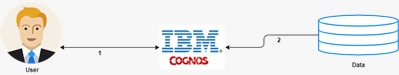 IBM
COGNOS
1
2
User
Data